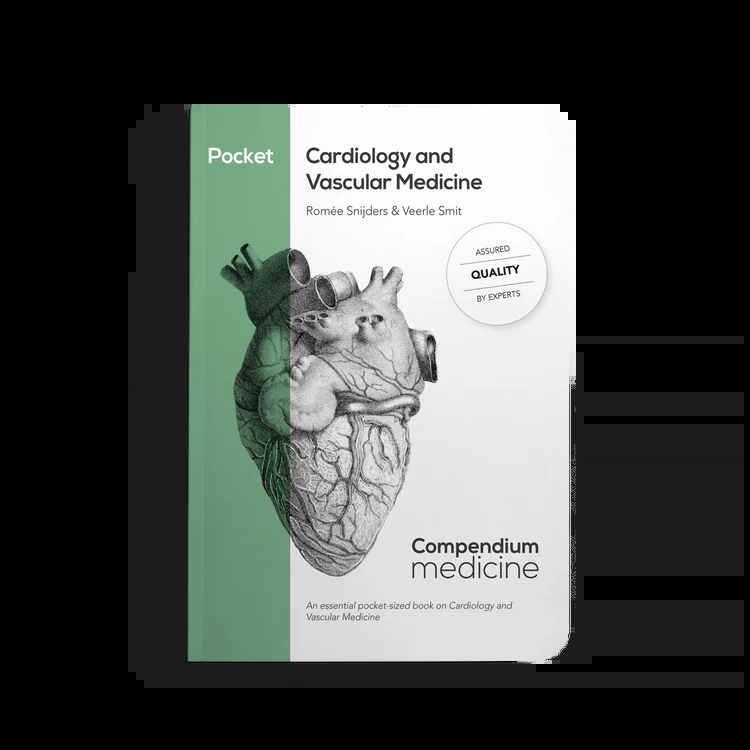 Pocket
Cardiology and
Vascular Medicine
Romée Snijders & Veerle Smit
ASSURED
QUALITY
BY EXPERTS
Compendium
medicine
An essential pocket-sized book on Cardiology and
Vascular Medicine